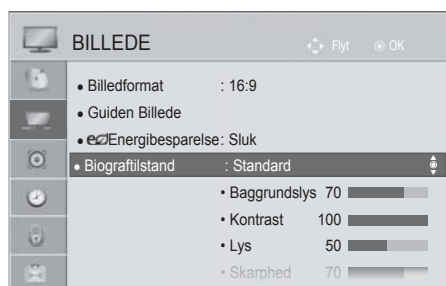 BILLEDE
Flyt
OK
• Billedformat : 16:9
• Guiden Billede
• eco Energibesparelse: Sluk
• Biograftilstand : Standard
• Baggrundslys 70
• Kontrast 100
• Lys 50
• Skarphed 70